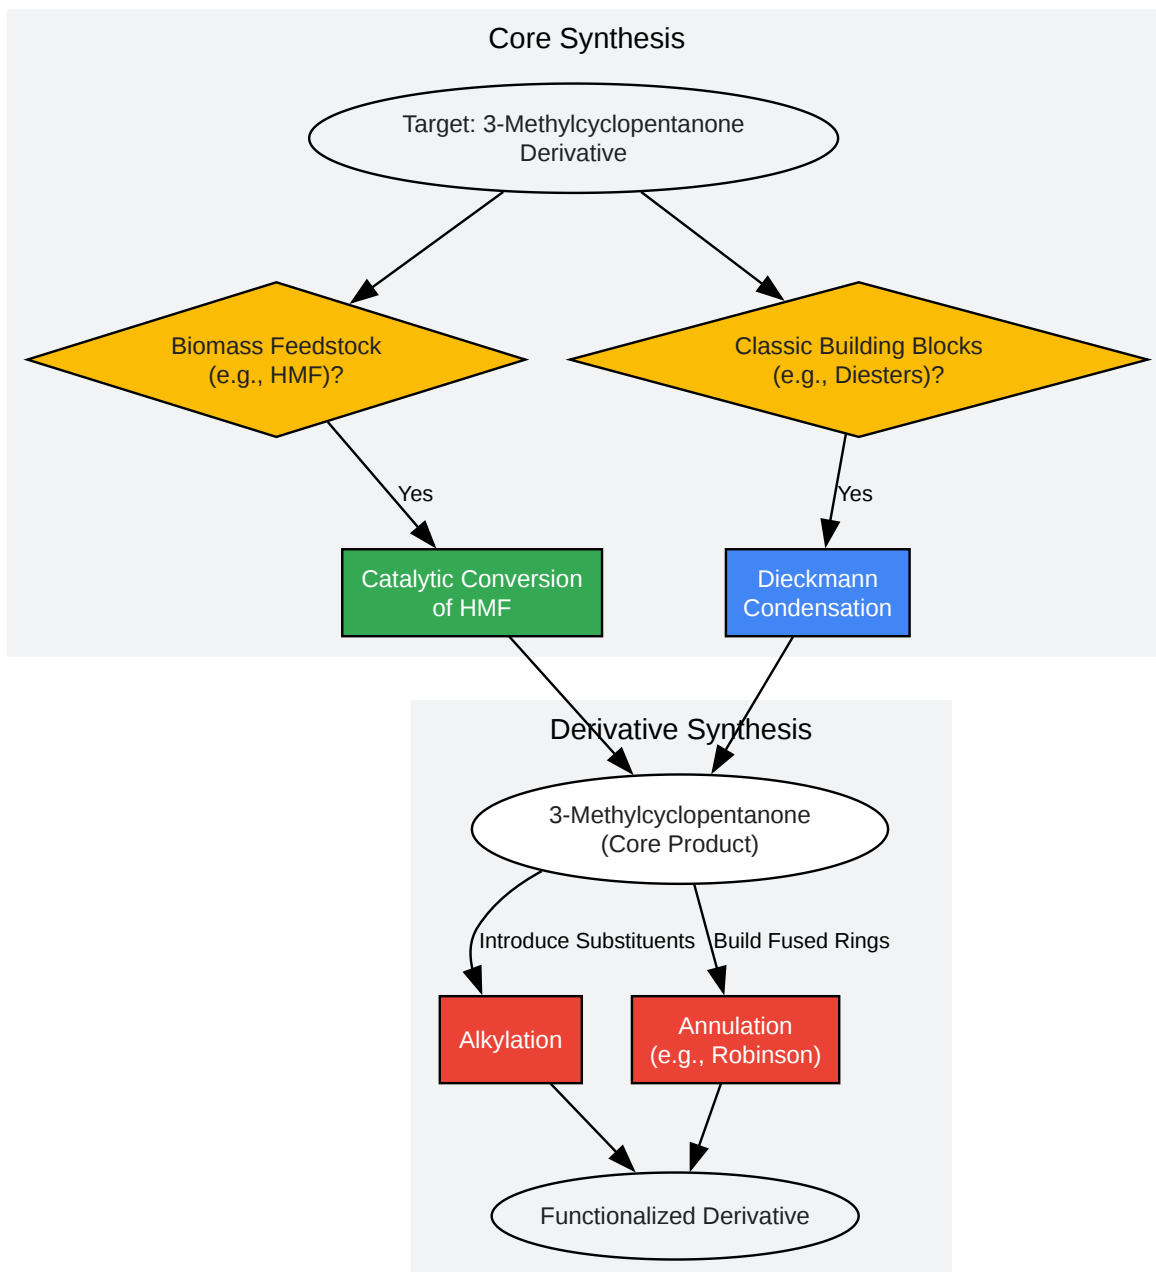 Core Synthesis
Target: 3-Methylcyclopentanone
Derivative
Biomass Feedstock
(e.g., HMF)?
Classic Building Blocks
(e.g., Diesters)?
Yes
Yes
Catalytic Conversion
of HMF
Dieckmann
Condensation
Derivative Synthesis
3-Methylcyclopentanone
(Core Product)
Introduce Substituents
Build Fused Rings
Alkylation
Annulation
(e.g., Robinson)
Functionalized Derivative